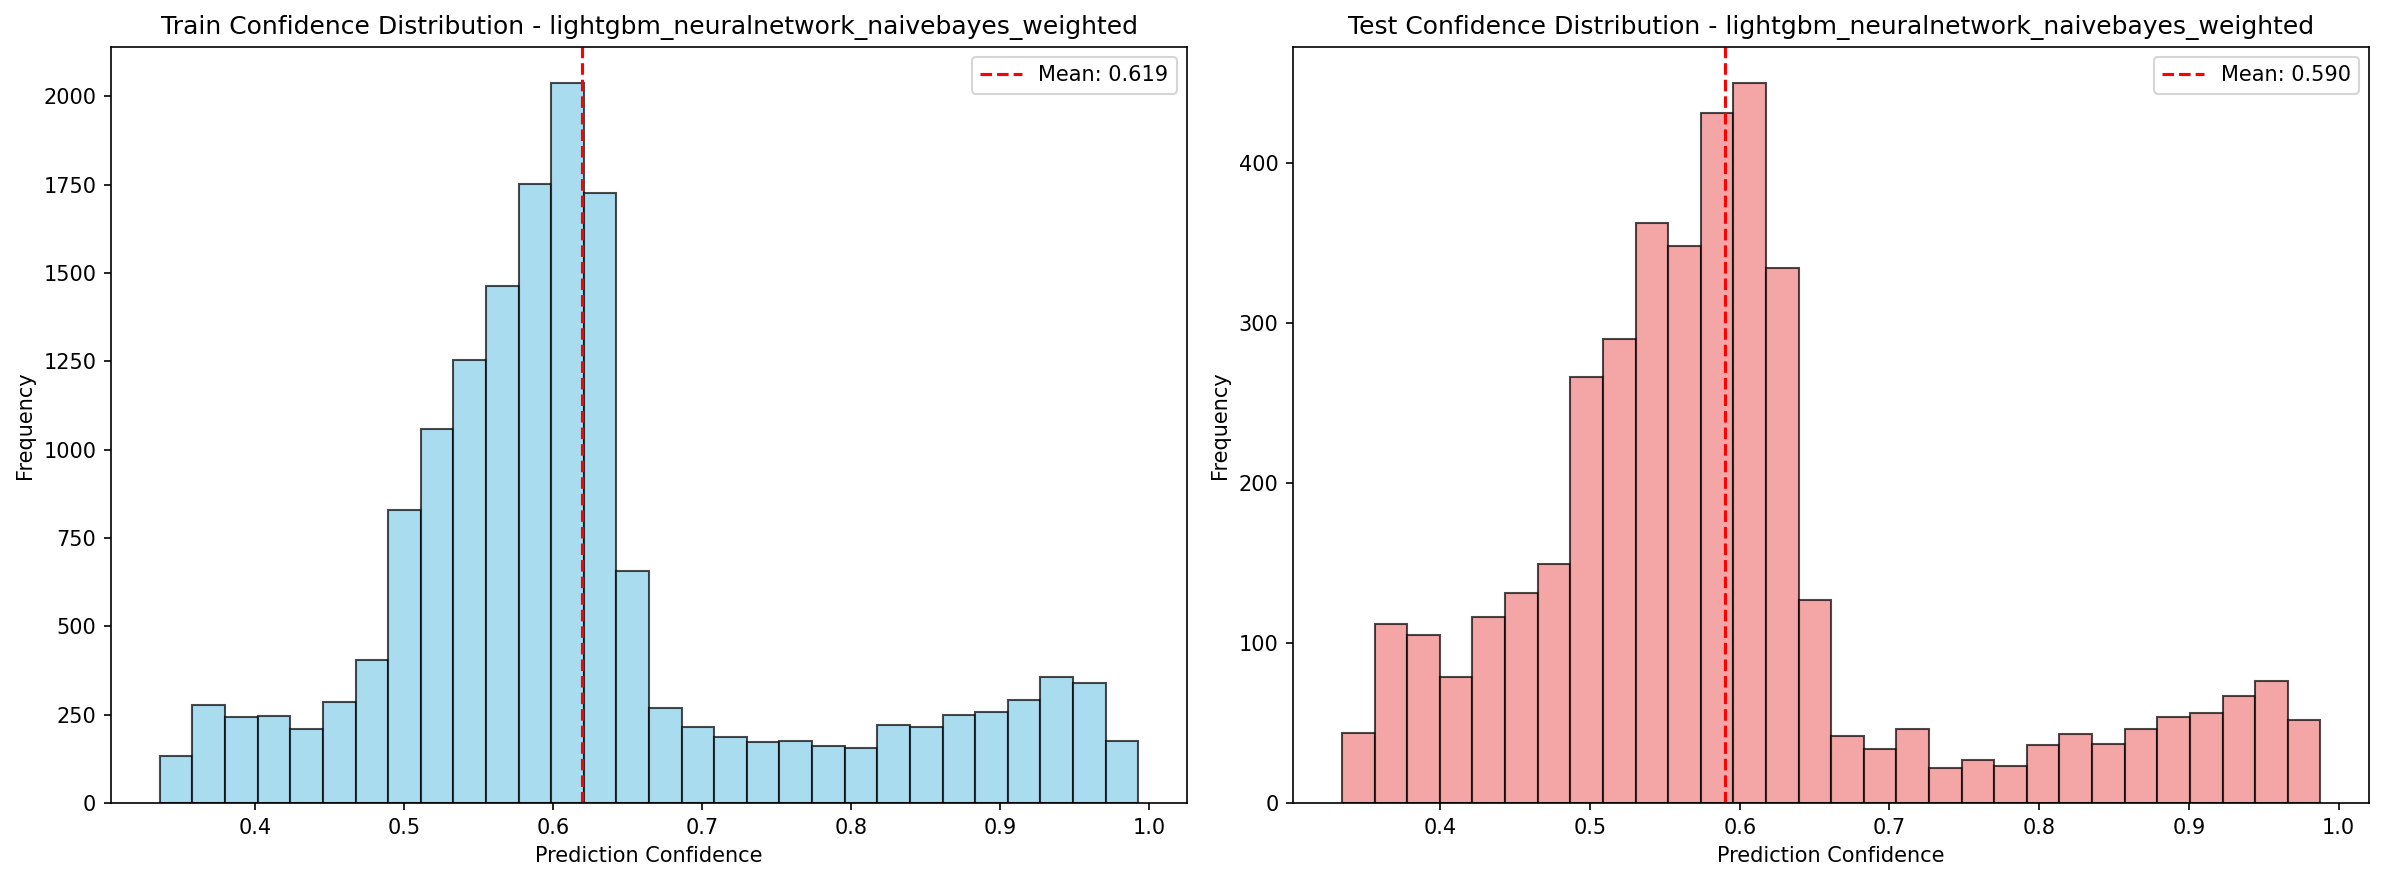 Train Confidence Distribution - lightgbm_neuralnetwork_naivebayes_weighted
Mean: 0.619
Frequency
2000
1750
1500
1250
1000
750
500
250
0
0.4 0.5 0.6 0.7 0.8 0.9 1.0
Prediction Confidence
Test Confidence Distribution - lightgbm_neuralnetwork_naivebayes_weighted
Mean: 0.590
Frequency
400
300
200
100
0
0.4 0.5 0.6 0.7 0.8 0.9 1.0
Prediction Confidence